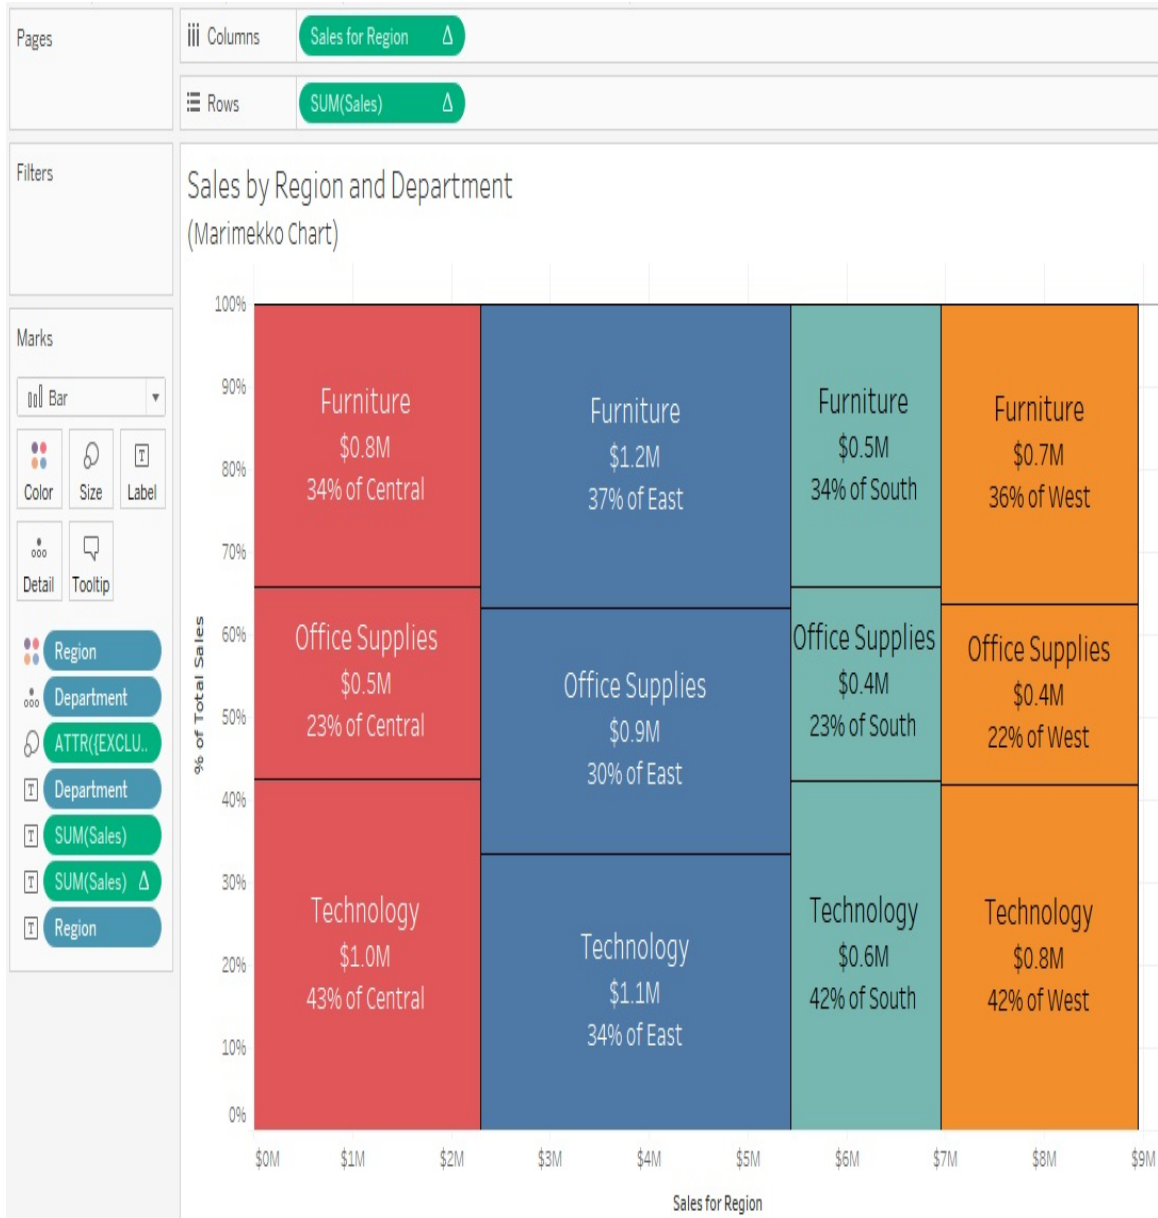 Pages
Columns
Sales for Region Δ
Rows
SUM(Sales) Δ
Filters
Sales by Region and Department
(Marimekko Chart)
Marks
Bar
Color
Size
T
Label
Detail
Tooltip
Region
Department
ATTR({EXCLU..
T Department
T SUM(Sales)
T SUM(Sales) Δ
T Region
% of Total Sales
100%
90%
80%
70%
60%
50%
40%
30%
20%
10%
0%
Furniture
$0.8M
34% of Central
Office Supplies
$0.5M
23% of Central
Technology
$1.0M
43% of Central
Furniture
$1.2M
37% of East
Office Supplies
$0.9M
30% of East
Technology
$1.1M
34% of East
Furniture
$0.5M
34% of South
Office Supplies
$0.4M
23% of South
Technology
$0.6M
42% of South
Furniture
$0.7M
36% of West
Office Supplies
$0.4M
22% of West
Technology
$0.8M
42% of West
$0M $1M $2M $3M $4M $5M $6M $7M $8M $9M
Sales for Region